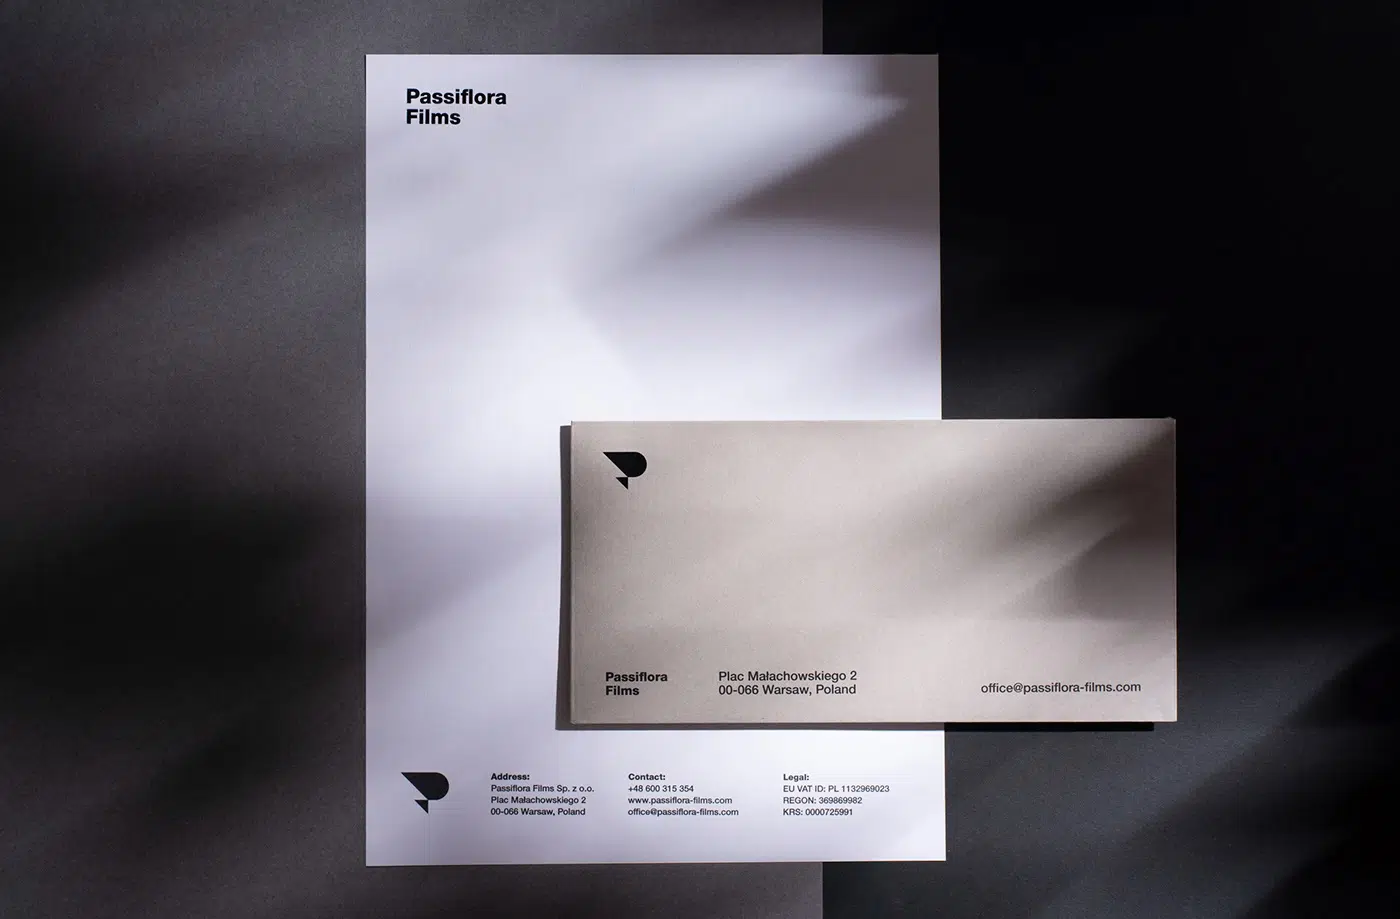 Passiflora
Films
Passiflora
Films
Plac Małachowskiego 2
00-066 Warsaw, Poland
office@passiflora-films.com
Address:
Passiflora Films Sp. z o.o.
Plac Małachowskiego 2
00-066 Warsaw, Poland
Contact:
+48 600 315 354
www.passiflora-films.com
office@passiflora-films.com
Legal:
EU VAT ID: PL 1132969023
REGON: 369869982
KRS: 0000725991